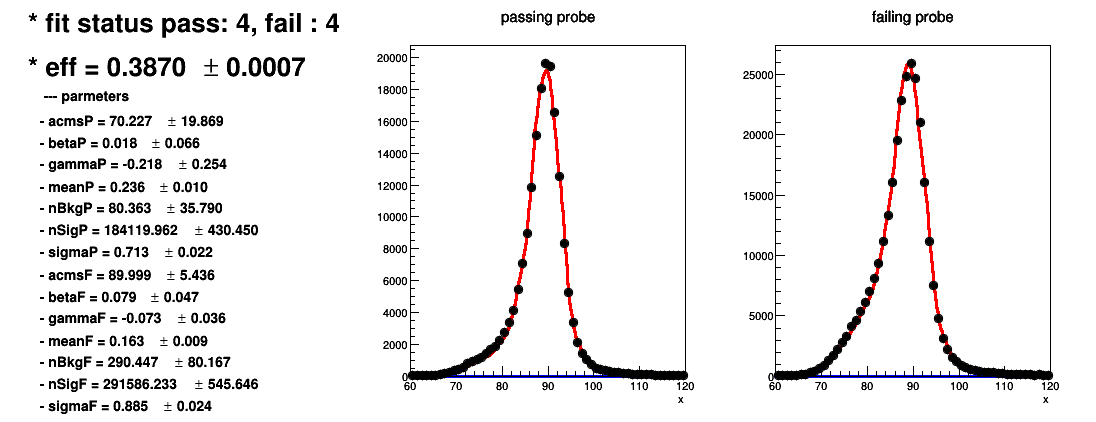 * fit status pass: 4, fail : 4
* eff = 0.3870 ± 0.0007
--- parmeters
- acmsP = 70.227 ± 19.869
- betaP = 0.018 ± 0.066
- gammaP = -0.218 ± 0.254
- meanP = 0.236 ± 0.010
- nBkgP = 80.363 ± 35.790
- nSigP = 184119.962 ± 430.450
- sigmaP = 0.713 ± 0.022
- acmsF = 89.999 ± 5.436
- betaF = 0.079 ± 0.047
- gammaF = -0.073 ± 0.036
- meanF = 0.163 ± 0.009
- nBkgF = 290.447 ± 80.167
- nSigF = 291586.233 ± 545.646
- sigmaF = 0.885 ± 0.024
passing probe
20000
18000
16000
14000
12000
10000
8000
6000
4000
2000
0
60 70 80 90 100 110 120
x
failing probe
25000
20000
15000
10000
5000
0
60 70 80 90 100 110 120
x